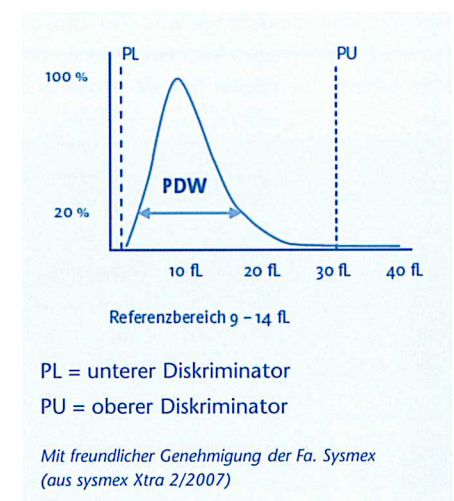 PL
PU
100 %
PDW
20 %
10 fL
20 fL
30 fL
40 fL
Referenzbereich 9 – 14 fL
PL = unterer Diskriminator
PU = oberer Diskriminator
Mit freundlicher Genehmigung der Fa. Sysmex
(aus sysmex Xtra 2/2007)